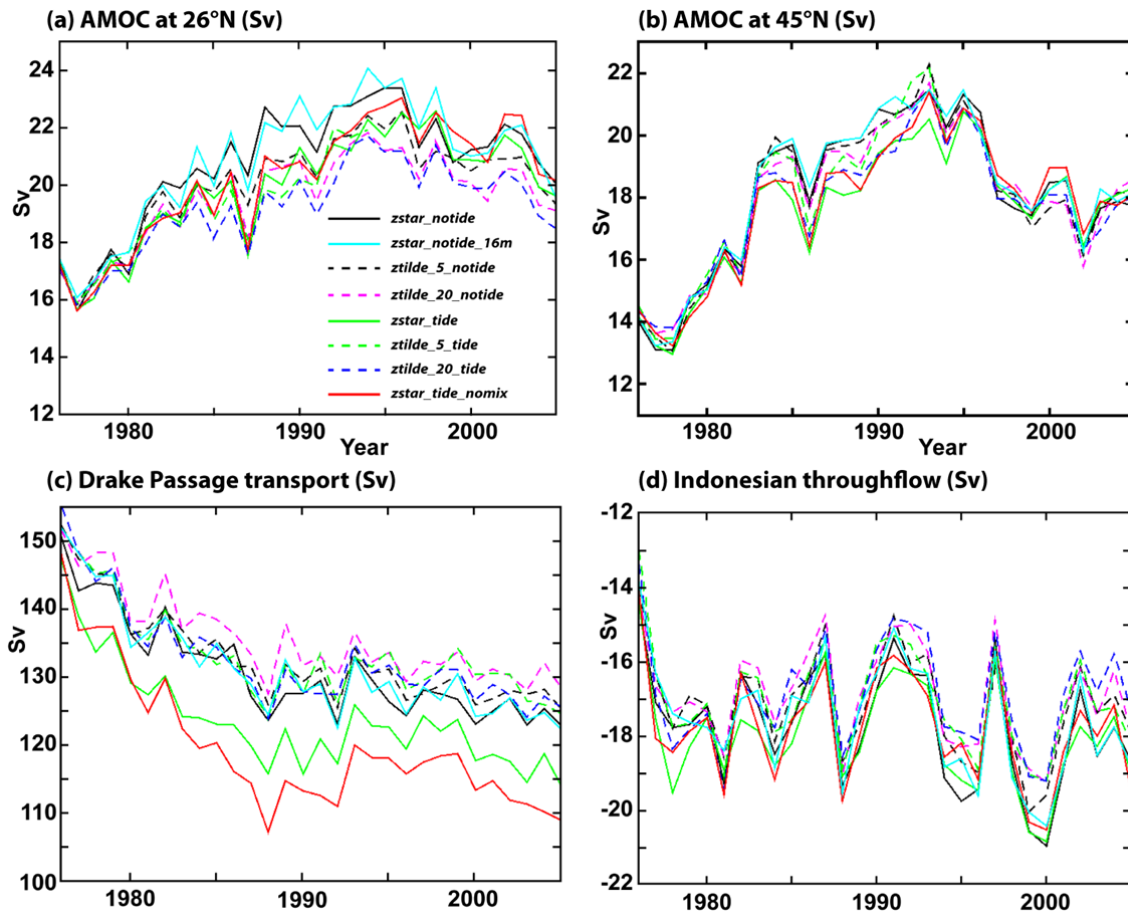 (a) AMOC at 26°N (Sv)
24
22
20
18
16
14
12
Sv
zstar_notide
zstar_notide_16m
ztilde_5_notide
ztilde_20_notide
zstar_tide
ztilde_5_tide
ztilde_20_tide
zstar_tide_nomix
1980
1990
2000
Year
(b) AMOC at 45°N (Sv)
22
20
18
16
14
12
Sv
1980
1990
2000
Year
(c) Drake Passage transport (Sv)
150
140
130
120
110
100
Sv
1980
1990
2000
(d) Indonesian throughflow (Sv)
-12
-14
-16
-18
-20
-22
Sv
1980
1990
2000